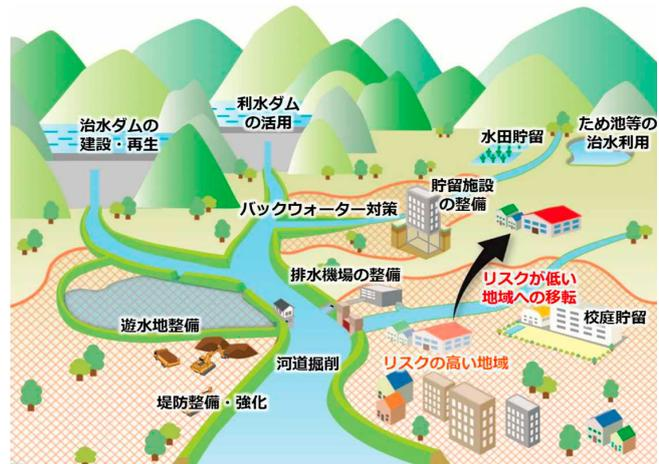 治水ダムの
建設・再生
利水ダム
の活用
水田貯留
ため池等の
治水利用
バックウォーター対策
貯留施設
の整備
排水機場の整備
リスクが低い
地域への移転
遊水地整備
校庭貯留
河道掘削
リスクの高い地域
堤防整備・強化